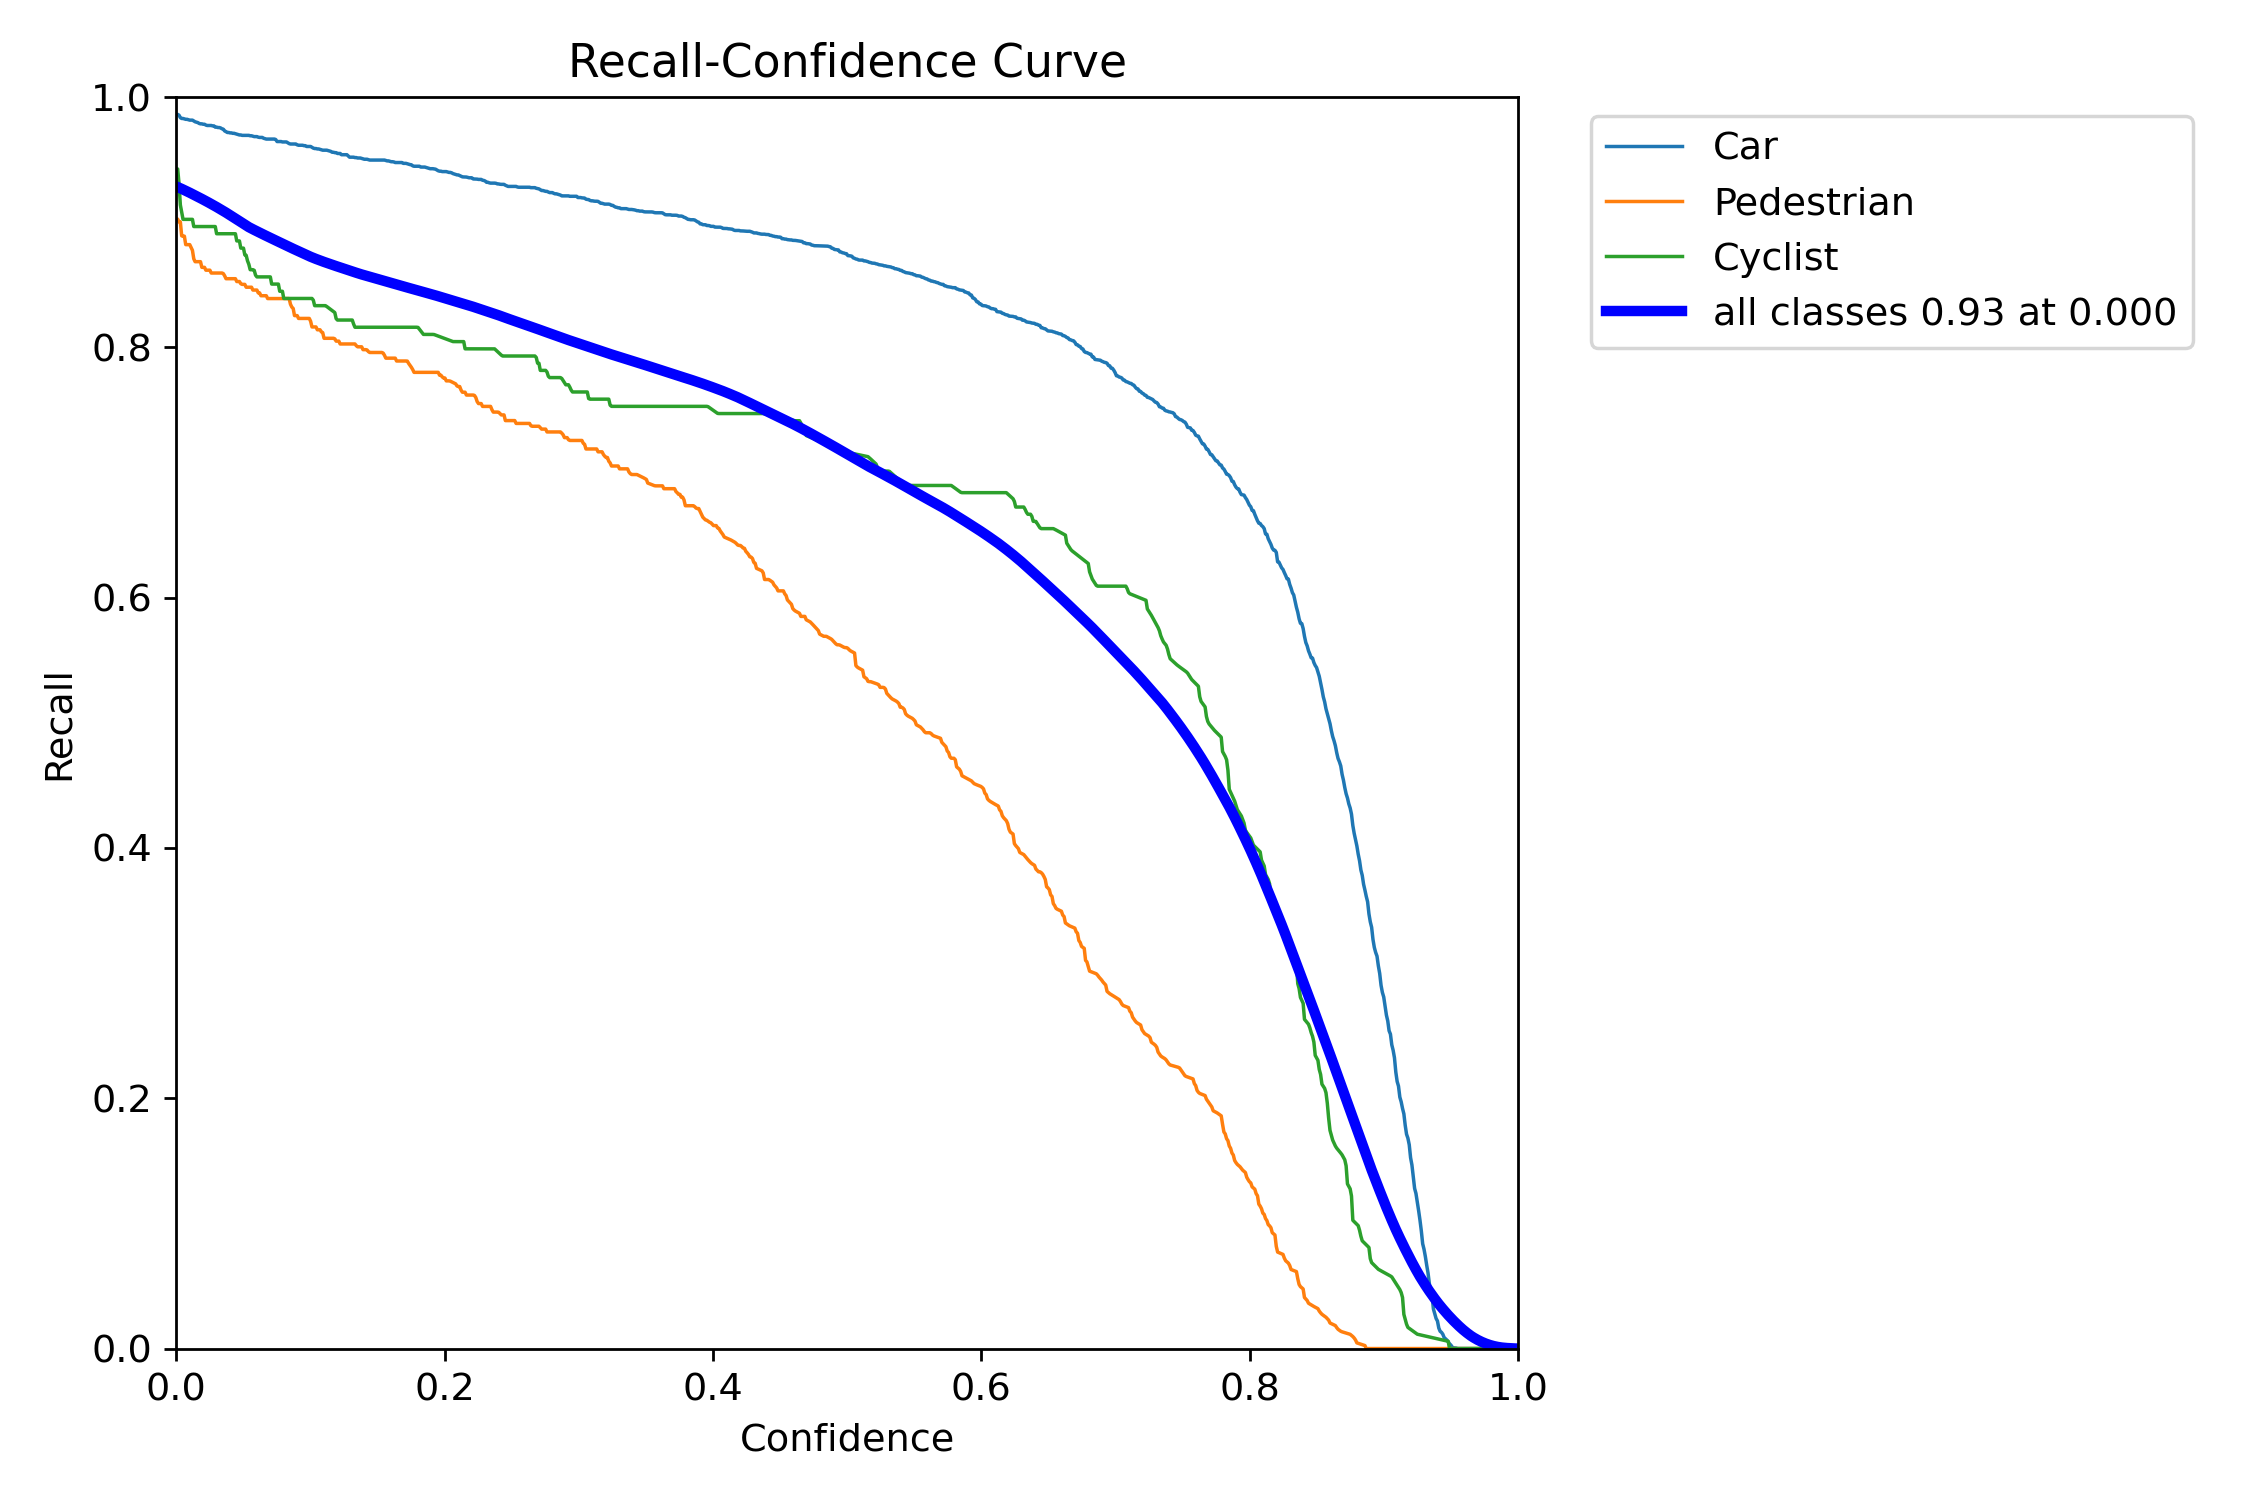 Recall-Confidence Curve
1.0
0.8
0.6
0.4
0.2
0.0
Recall
0.0 0.2 0.4 0.6 0.8 1.0
Confidence
Car
Pedestrian
Cyclist
all classes 0.93 at 0.000